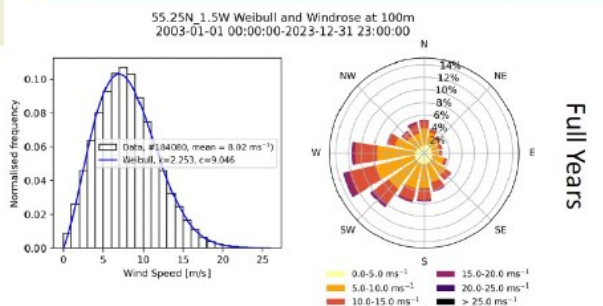 55.25N_1.5W Weibull and Windrose at 100m
2003-01-01 00:00:00-2023-12-31 23:00:00
Normalised frequency
0.10
0.08
0.06
0.04
0.02
0.00
Data, #184080, mean = 8.02 ms⁻¹)
Weibull, k=2.253, c=9.046
0 5 10 15 20 25
Wind Speed [m/s]
N
NW NE
14%
12%
10%
8%
6%
4%
2%
W E
SW SE
S
0.0-5.0 ms⁻¹
5.0-10.0 ms⁻¹
10.0-15.0 ms⁻¹
15.0-20.0 ms⁻¹
20.0-25.0 ms⁻¹
> 25.0 ms⁻¹
Full Years